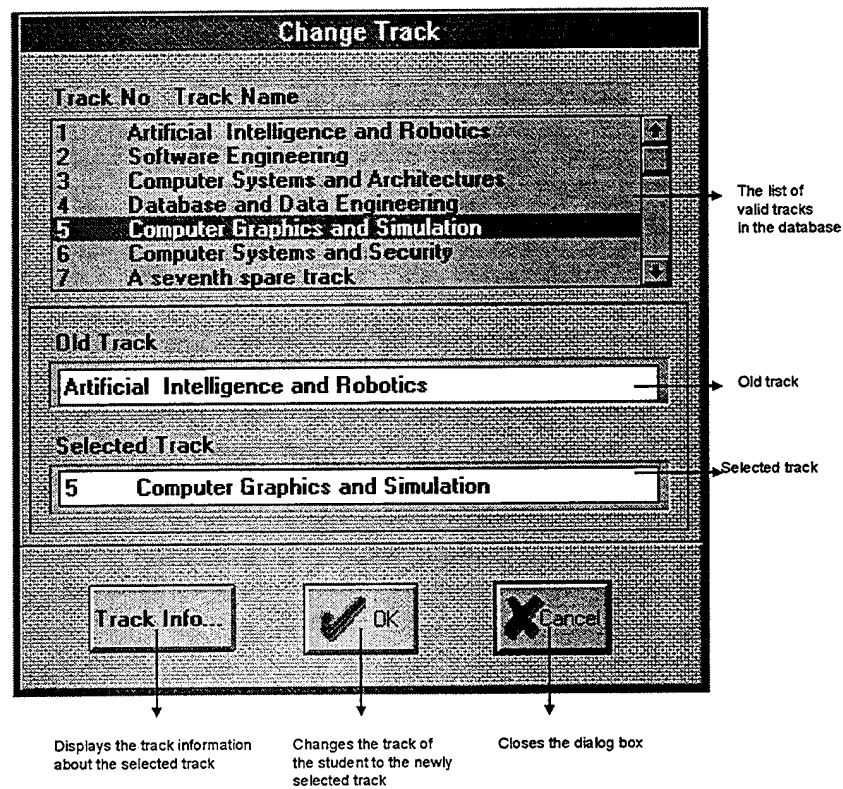 Change Track
Track No Track Name
1 Artificial Intelligence and Robotics
2 Software Engineering
3 Computer Systems and Architectures
4 Database and Data Engineering
5 Computer Graphics and Simulation
6 Computer Systems and Security
7 A seventh spare track
The list of
valid tracks
in the database
Old Track
Artificial Intelligence and Robotics
Old track
Selected Track
5 Computer Graphics and Simulation
Selected track
Track Info...
OK
Cancel
Displays the track information
about the selected track
Changes the track of
the student to the newly
selected track
Closes the dialog box